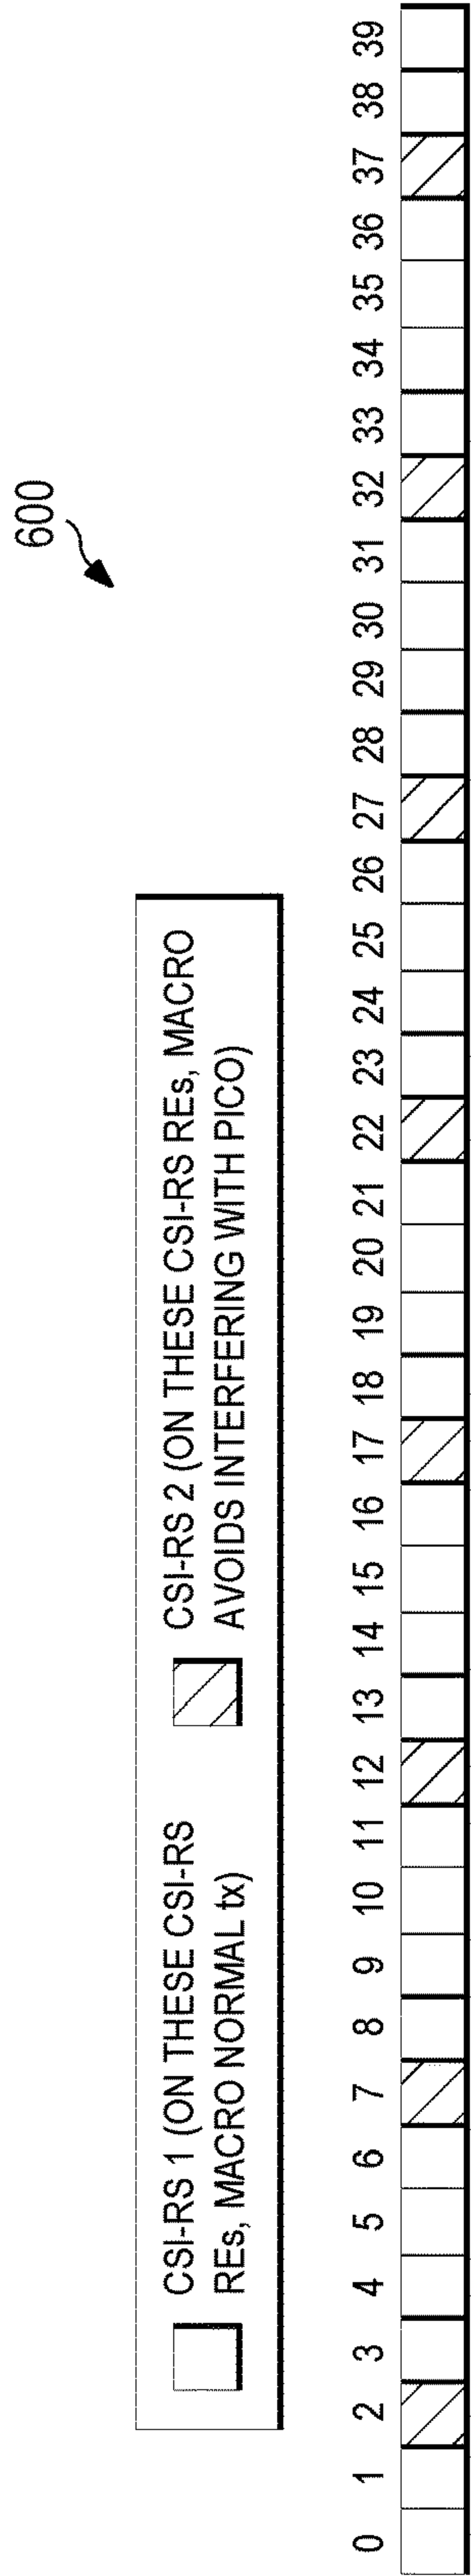 600
CSI-RS 1 (ON THESE CSI-RS
REs, MACRO NORMAL tx)
CSI-RS 2 (ON THESE CSI-RS REs, MACRO
AVOIDS INTERFERING WITH PICO)
0 1 2 3 4 5 6 7 8 9 10 11 12 13 14 15 16 17 18 19 20 21 22 23 24 25 26 27 28 29 30 31 32 33 34 35 36 37 38 39